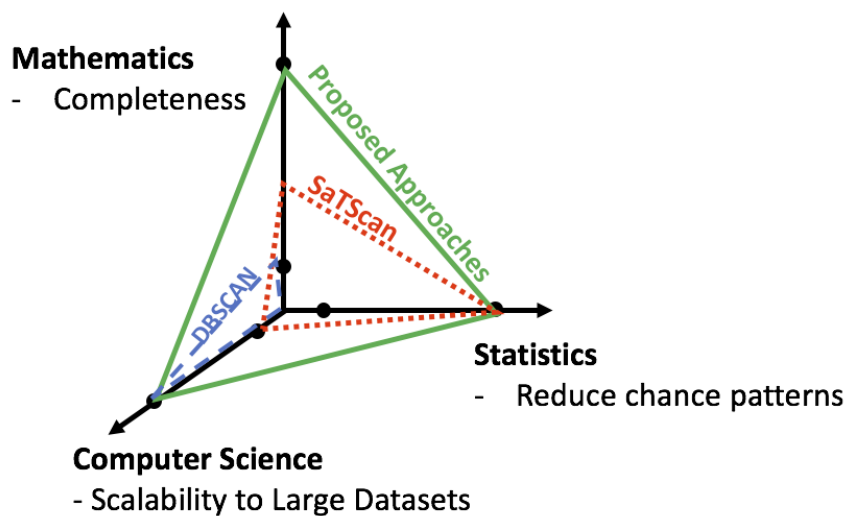 Mathematics
- Completeness
Proposed Approaches
SaTScan
DBSCAN
Statistics
- Reduce chance patterns
Computer Science
- Scalability to Large Datasets